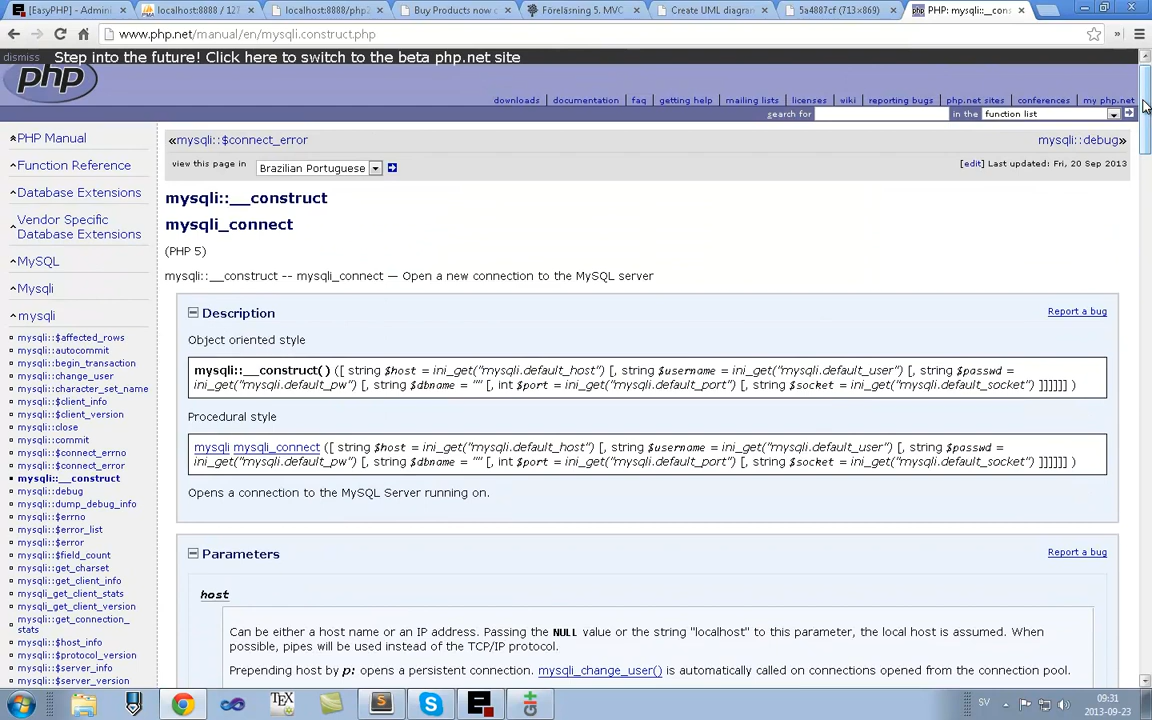 [EasyPHP] - Admin
localhost:8888 / 127
localhost:8888/php2
Buy Products now
Föreläsning 5. MVC
Create UML diagram
5a4887cf (713×869)
PHP: mysqli::__cons
www.php.net/manual/en/mysqli.construct.php
dismiss Step into the future! Click here to switch to the beta php.net site
php
downloads | documentation | faq | getting help | mailing lists | licenses | wiki | reporting bugs | php.net sites | conferences | my php.net
search for in the function list
PHP Manual
Function Reference
Database Extensions
Vendor Specific
Database Extensions
MySQL
Mysqli
mysqli
mysqli::$affected_rows
mysqli::autocommit
mysqli::begin_transaction
mysqli::change_user
mysqli::character_set_name
mysqli::$client_info
mysqli::$client_version
mysqli::close
mysqli::commit
mysqli::$connect_errno
mysqli::$connect_error
mysqli::__construct
mysqli::debug
mysqli::dump_debug_info
mysqli::$errno
mysqli::$error_list
mysqli::$error
mysqli::$field_count
mysqli::get_charset
mysqli::get_client_info
mysqli_get_client_stats
mysqli_get_client_version
mysqli::get_connection_
stats
mysqli::$host_info
mysqli::$protocol_version
mysqli::$server_info
mysqli::$server_version
«mysqli::$connect_error
mysqli::debug»
view this page in Brazilian Portuguese
[edit] Last updated: Fri, 20 Sep 2013
mysqli::__construct
mysqli_connect
(PHP 5)
mysqli::__construct -- mysqli_connect — Open a new connection to the MySQL server
Description
Report a bug
Object oriented style
mysqli::__construct() ([ string $host = ini_get("mysqli.default_host") [, string $username = ini_get("mysqli.default_user") [, string $passwd =
ini_get("mysqli.default_pw") [, string $dbname = "" [, int $port = ini_get("mysqli.default_port") [, string $socket = ini_get("mysqli.default_socket") ]]]]]] )
Procedural style
mysqli mysqli_connect ([ string $host = ini_get("mysqli.default_host") [, string $username = ini_get("mysqli.default_user") [, string $passwd =
ini_get("mysqli.default_pw") [, string $dbname = "" [, int $port = ini_get("mysqli.default_port") [, string $socket = ini_get("mysqli.default_socket") ]]]]]] )
Opens a connection to the MySQL Server running on.
Parameters
Report a bug
host
Can be either a host name or an IP address. Passing the NULL value or the string "localhost" to this parameter, the local host is assumed. When
possible, pipes will be used instead of the TCP/IP protocol.
Prepending host by p: opens a persistent connection. mysqli_change_user() is automatically called on connections opened from the connection pool.
SV
09:31
2013-09-23